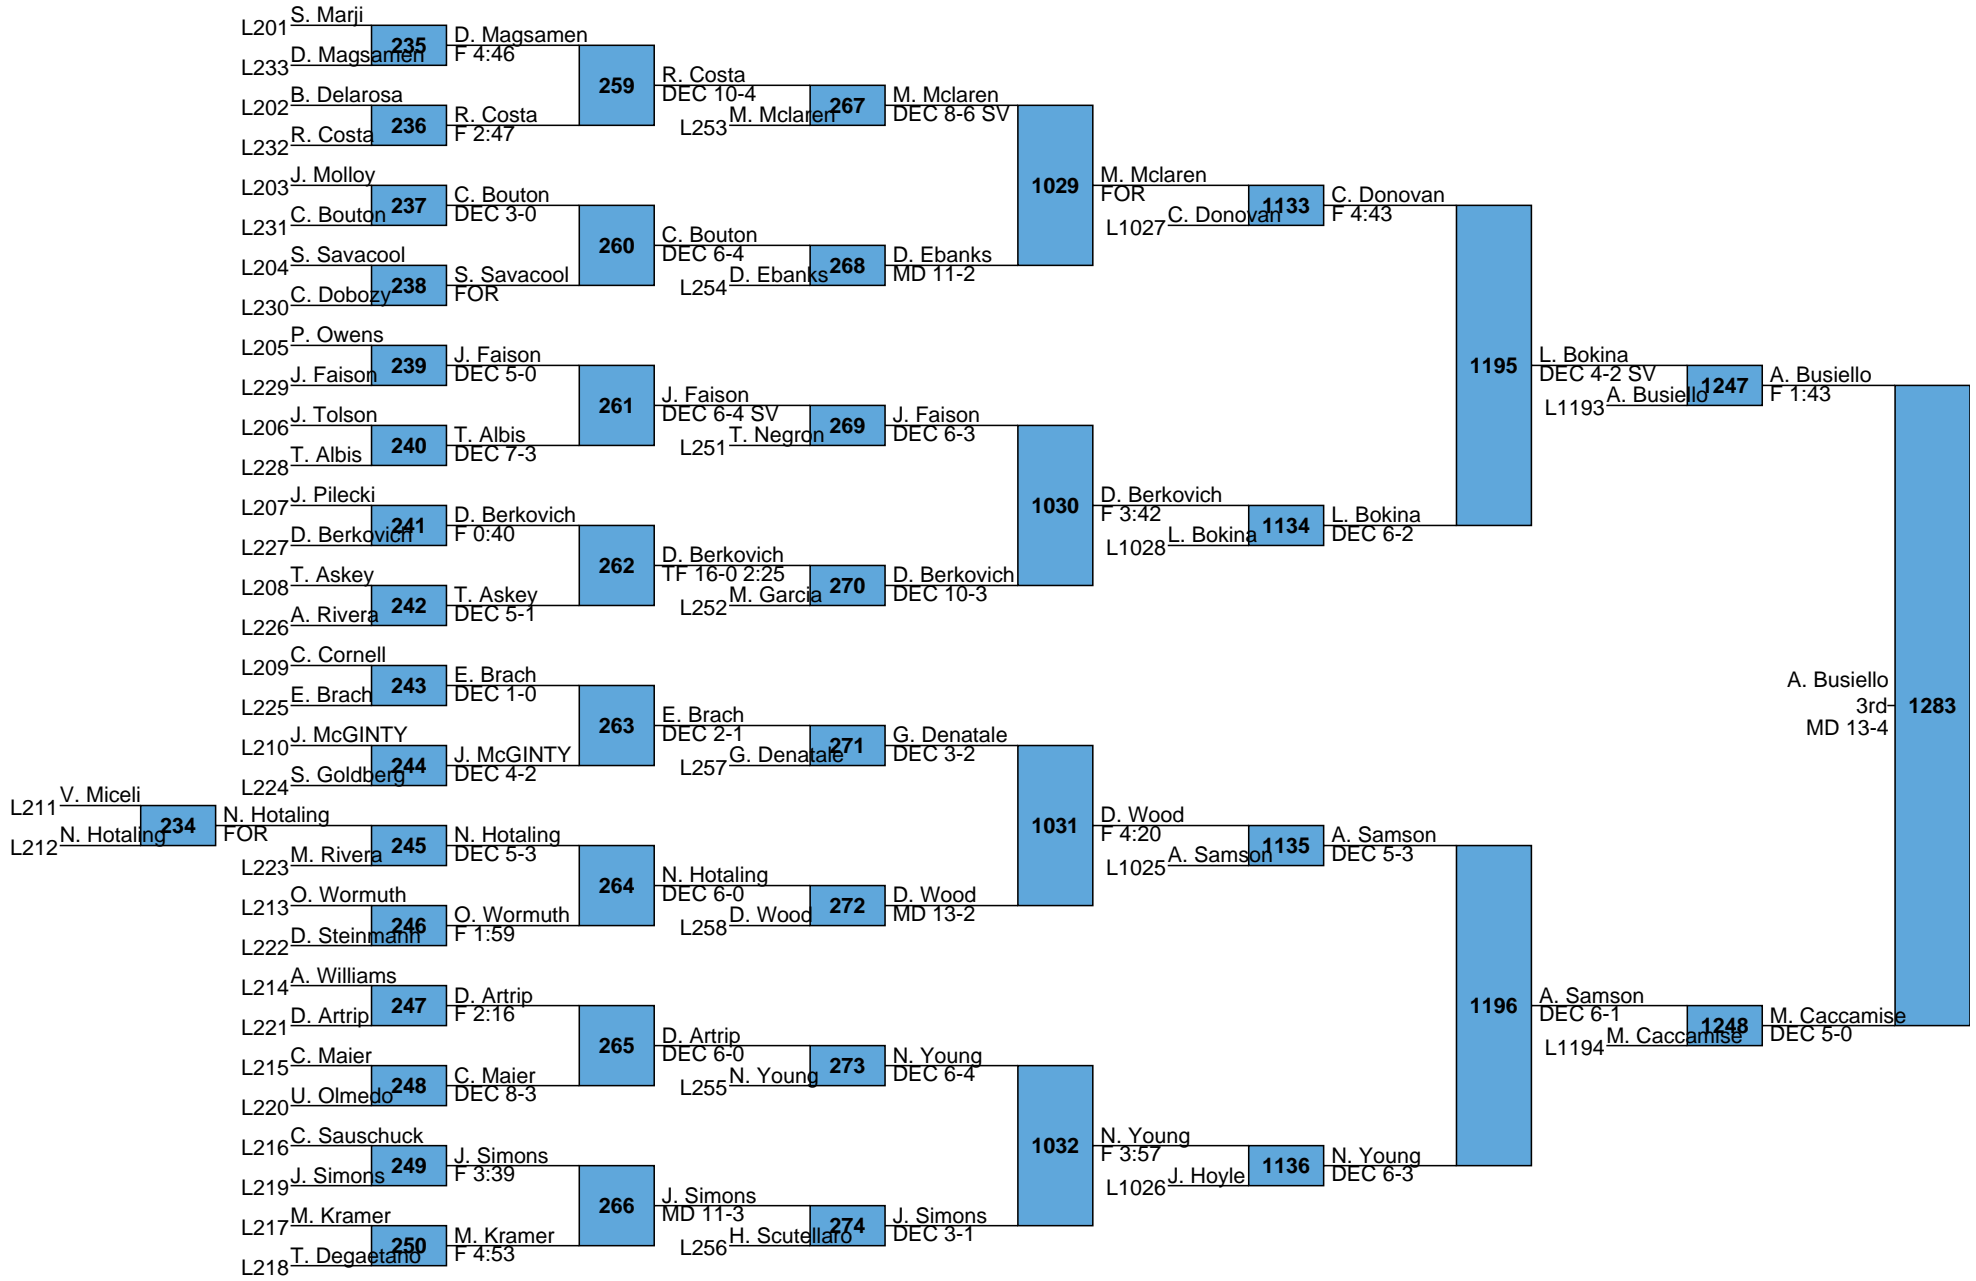 L201 S. Marji
235
L233 D. Magsamen
D. Magsamen
F 4:46
L202 B. Delarosa
236
L232 R. Costa
R. Costa
F 2:47
259
R. Costa
DEC 10-4
L253 M. Mclaren
267
M. Mclaren
DEC 8-6 SV
L203 J. Molloy
237
L231 C. Bouton
C. Bouton
DEC 3-0
L204 S. Savacool
238
L230 C. Dobozy
S. Savacool
FOR
260
C. Bouton
DEC 6-4
L254 D. Ebanks
268
D. Ebanks
MD 11-2
1029
M. Mclaren
FOR
L1027 C. Donovan
1133
C. Donovan
F 4:43
L205 P. Owens
239
L229 J. Faison
J. Faison
DEC 5-0
L206 J. Tolson
240
L228 T. Albis
T. Albis
DEC 7-3
261
J. Faison
DEC 6-4 SV
L251 T. Negron
269
J. Faison
DEC 6-3
L207 J. Pilecki
241
L227 D. Berkovich
D. Berkovich
F 0:40
L208 T. Askey
242
L226 A. Rivera
T. Askey
DEC 5-1
262
D. Berkovich
TF 16-0 2:25
L252 M. Garcia
270
D. Berkovich
DEC 10-3
1030
D. Berkovich
F 3:42
L1028 L. Bokina
1134
L. Bokina
DEC 6-2
1195
L. Bokina
DEC 4-2 SV
L1193 A. Busiello
1247
A. Busiello
F 1:43
L209 C. Cornell
243
L225 E. Brach
E. Brach
DEC 1-0
L210 J. McGINTY
244
L224 S. Goldberg
J. McGINTY
DEC 4-2
263
E. Brach
DEC 2-1
L257 G. Denatale
271
G. Denatale
DEC 3-2
L211 V. Miceli
234
L212 N. Hotaling
N. Hotaling
FOR
245
L223 M. Rivera
N. Hotaling
DEC 5-3
L213 O. Wormuth
246
L222 D. Steinmann
O. Wormuth
F 1:59
264
N. Hotaling
DEC 6-0
L258 D. Wood
272
D. Wood
MD 13-2
1031
D. Wood
F 4:20
L1025 A. Samson
1135
A. Samson
DEC 5-3
L214 A. Williams
247
L221 D. Artrip
D. Artrip
F 2:16
L215 C. Maier
248
L220 U. Olmedo
C. Maier
DEC 8-3
265
D. Artrip
DEC 6-0
L255 N. Young
273
N. Young
DEC 6-4
L216 C. Sauschuck
249
L219 J. Simons
J. Simons
F 3:39
L217 M. Kramer
250
L218 T. Degaetano
M. Kramer
F 4:53
266
J. Simons
MD 11-3
L256 H. Scutellaro
274
J. Simons
DEC 3-1
1032
N. Young
F 3:57
L1026 J. Hoyle
1136
N. Young
DEC 6-3
1196
A. Samson
DEC 6-1
L1194 M. Caccamise
1248
M. Caccamise
DEC 5-0
1283
A. Busiello
3rd
MD 13-4